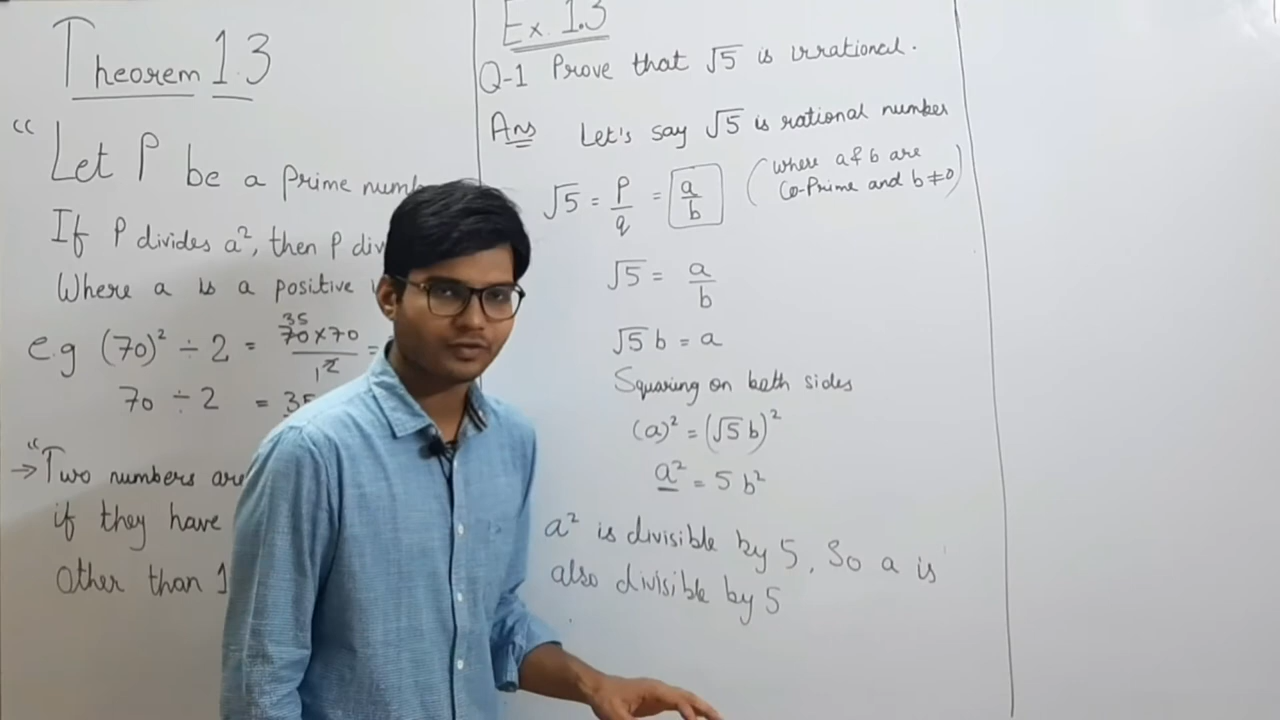 Theorem 1.3
“ Let P be a Prime numb
If P divides a², then P div
Where a is a positive
e.g (70)² ÷ 2 = 35 70 × 70 / 1 2 =
70 ÷ 2 = 35
“
→ Two numbers are
if they have
Other than 1
Ex. 1.3
Q-1 Prove that √5 is irrational.
Ans Let's say √5 is rational number
√5 = P/q = a/b (where a & b are
Co-Prime and b ≠ 0)
√5 = a/b
√5 b = a
Squaring on both sides
(a)² = (√5 b)²
a² = 5 b²
a² is divisible by 5, So a is
also divisible by 5